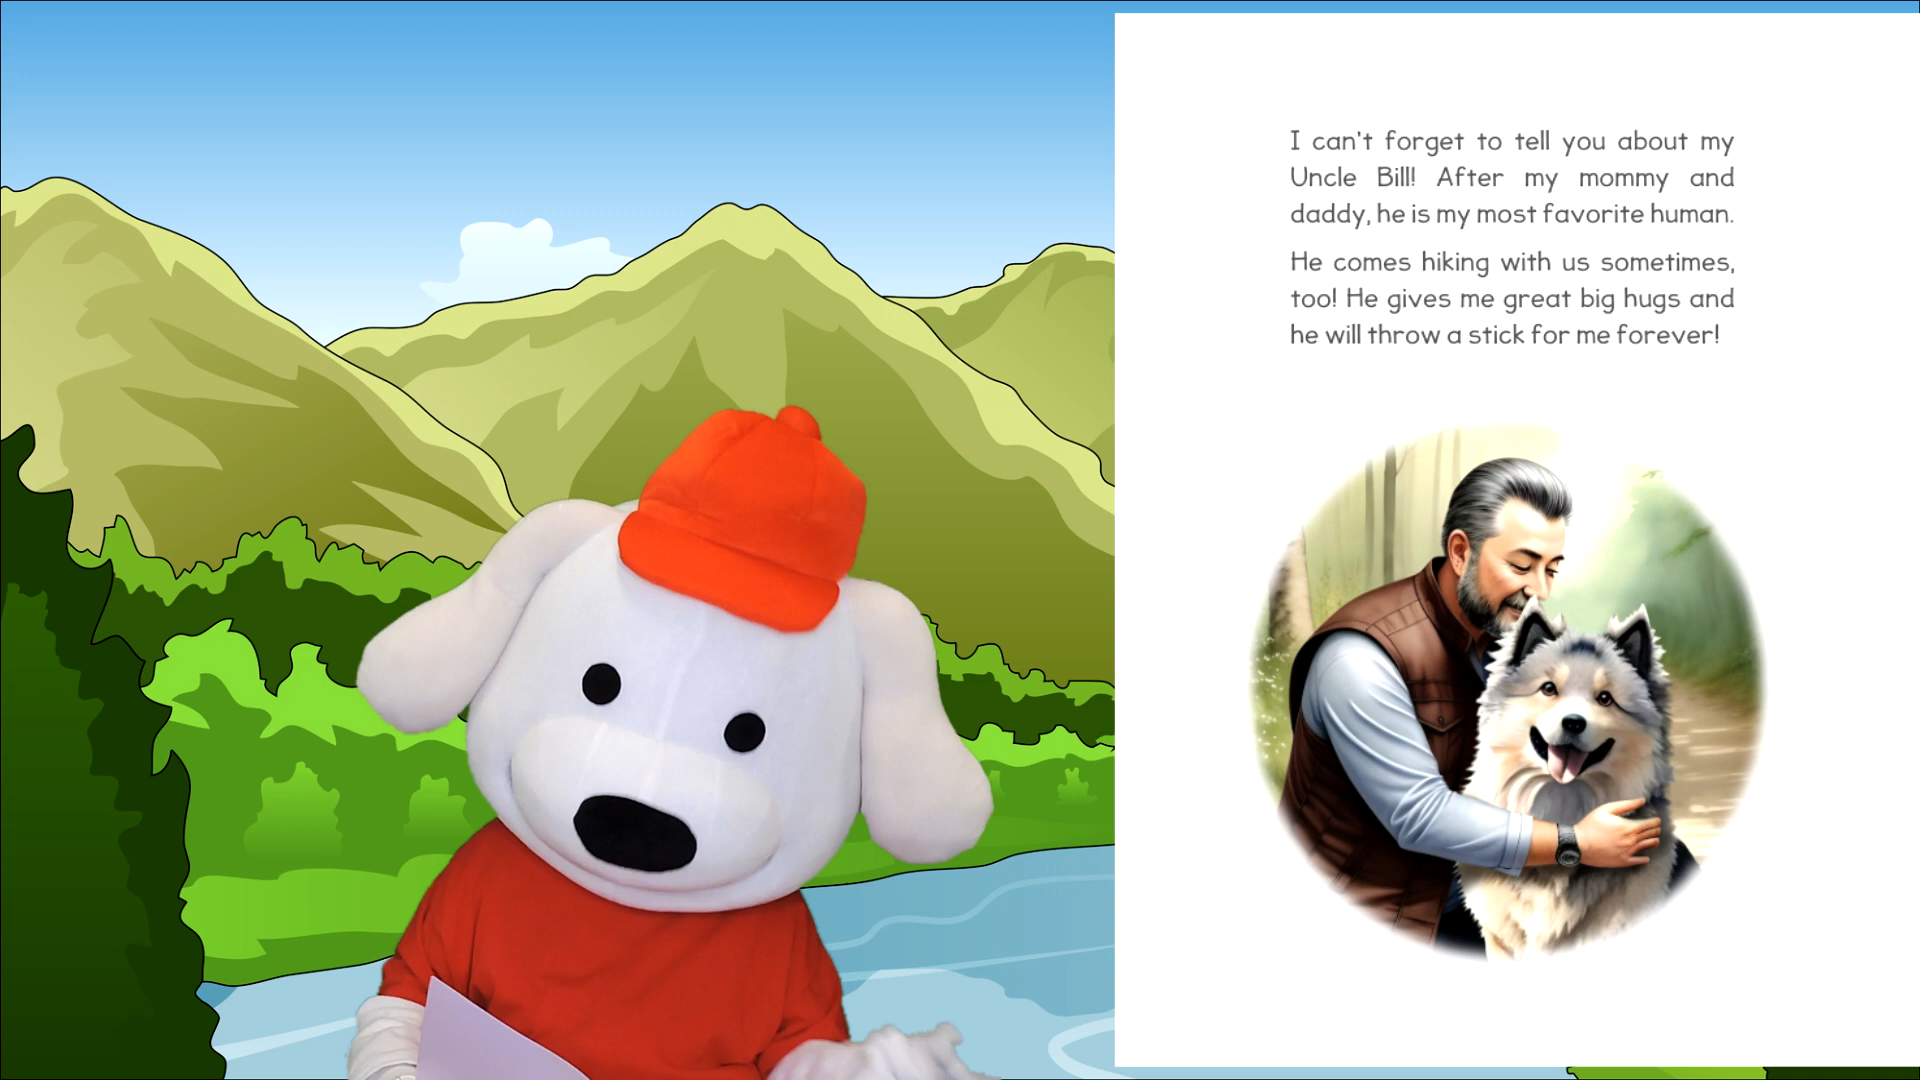 I can't forget to tell you about my
Uncle Bill! After my mommy and
daddy, he is my most favorite human.
He comes hiking with us sometimes,
too! He gives me great big hugs and
he will throw a stick for me forever!